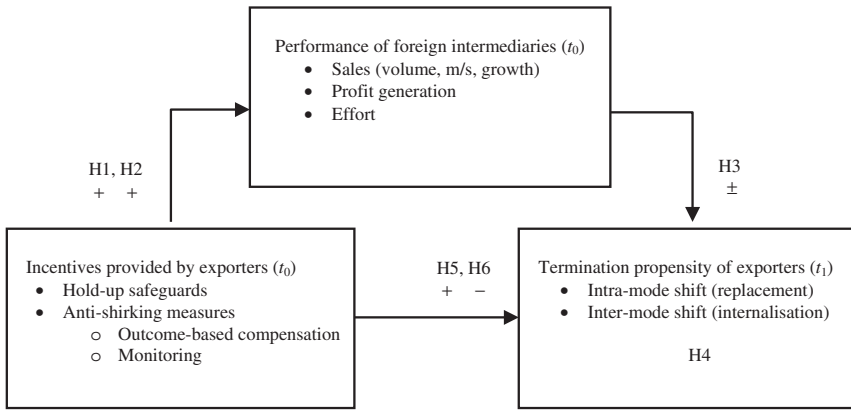 Performance of foreign intermediaries (t0)
• Sales (volume, m/s, growth)
• Profit generation
• Effort
H1, H2
+ +
H3
±
Incentives provided by exporters (t0)
• Hold-up safeguards
• Anti-shirking measures
o Outcome-based compensation
o Monitoring
H5, H6
+ −
Termination propensity of exporters (t1)
• Intra-mode shift (replacement)
• Inter-mode shift (internalisation)
H4